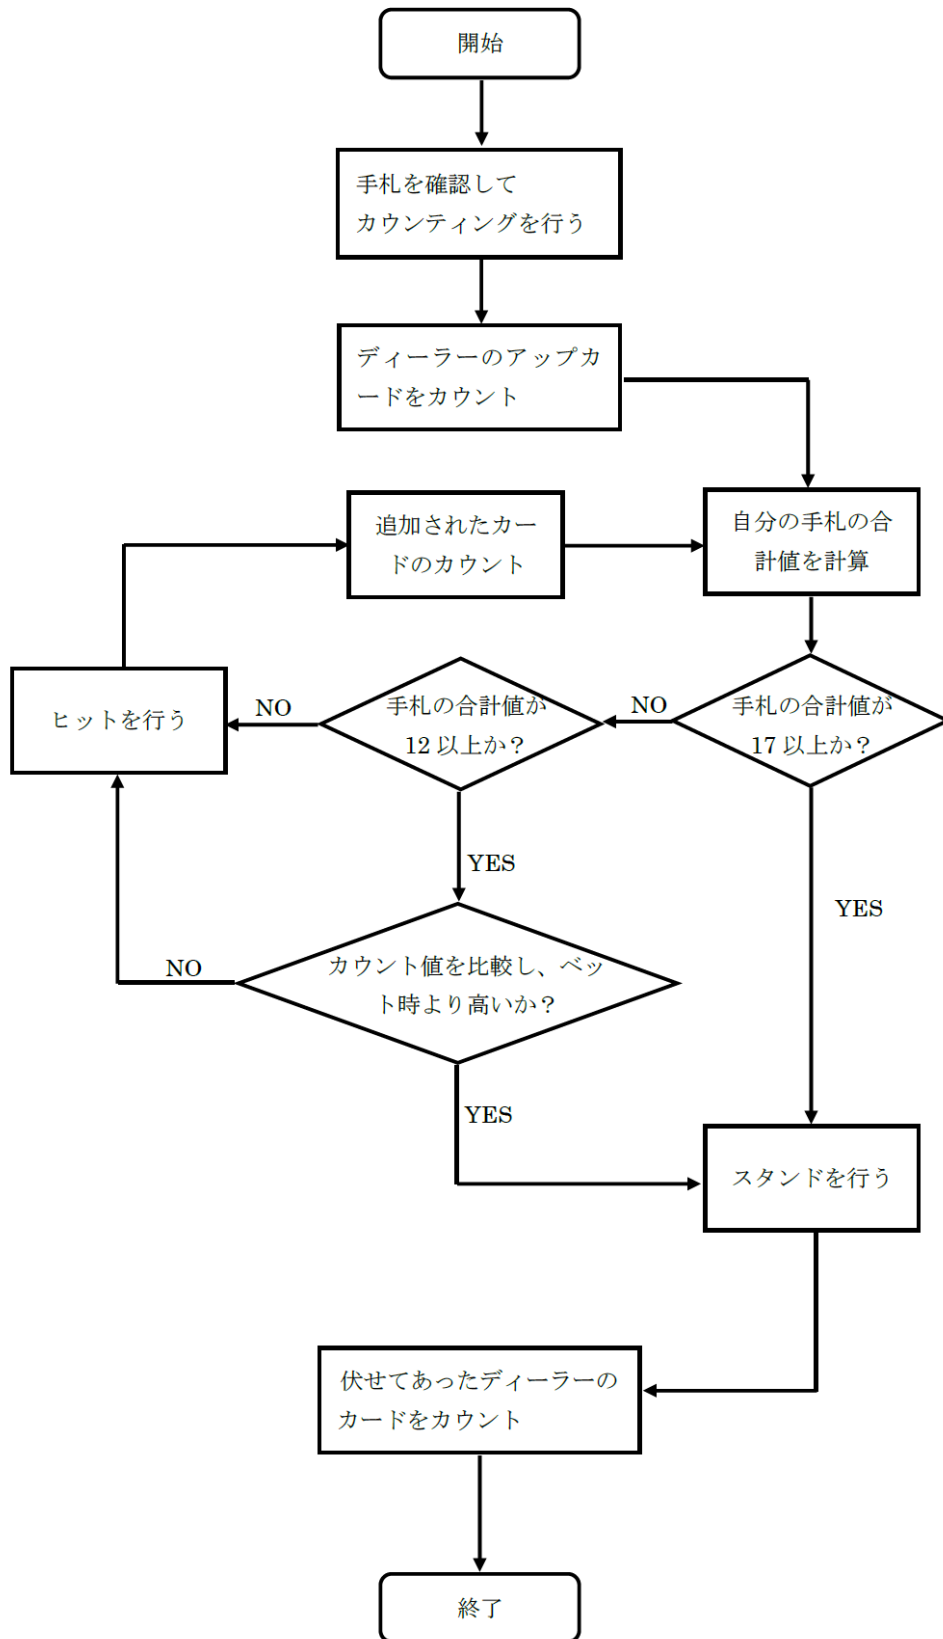 開始
手札を確認して
カウンティングを行う
ディーラーのアップカ
ードをカウント
追加されたカー
ドのカウント
自分の手札の合
計値を計算
ヒットを行う
NO
手札の合計値が
12 以上か？
NO
手札の合計値が
17 以上か？
YES
YES
NO
カウント値を比較し、ベッ
ト時より高いか？
YES
スタンドを行う
伏せてあったディーラーの
カードをカウント
終了